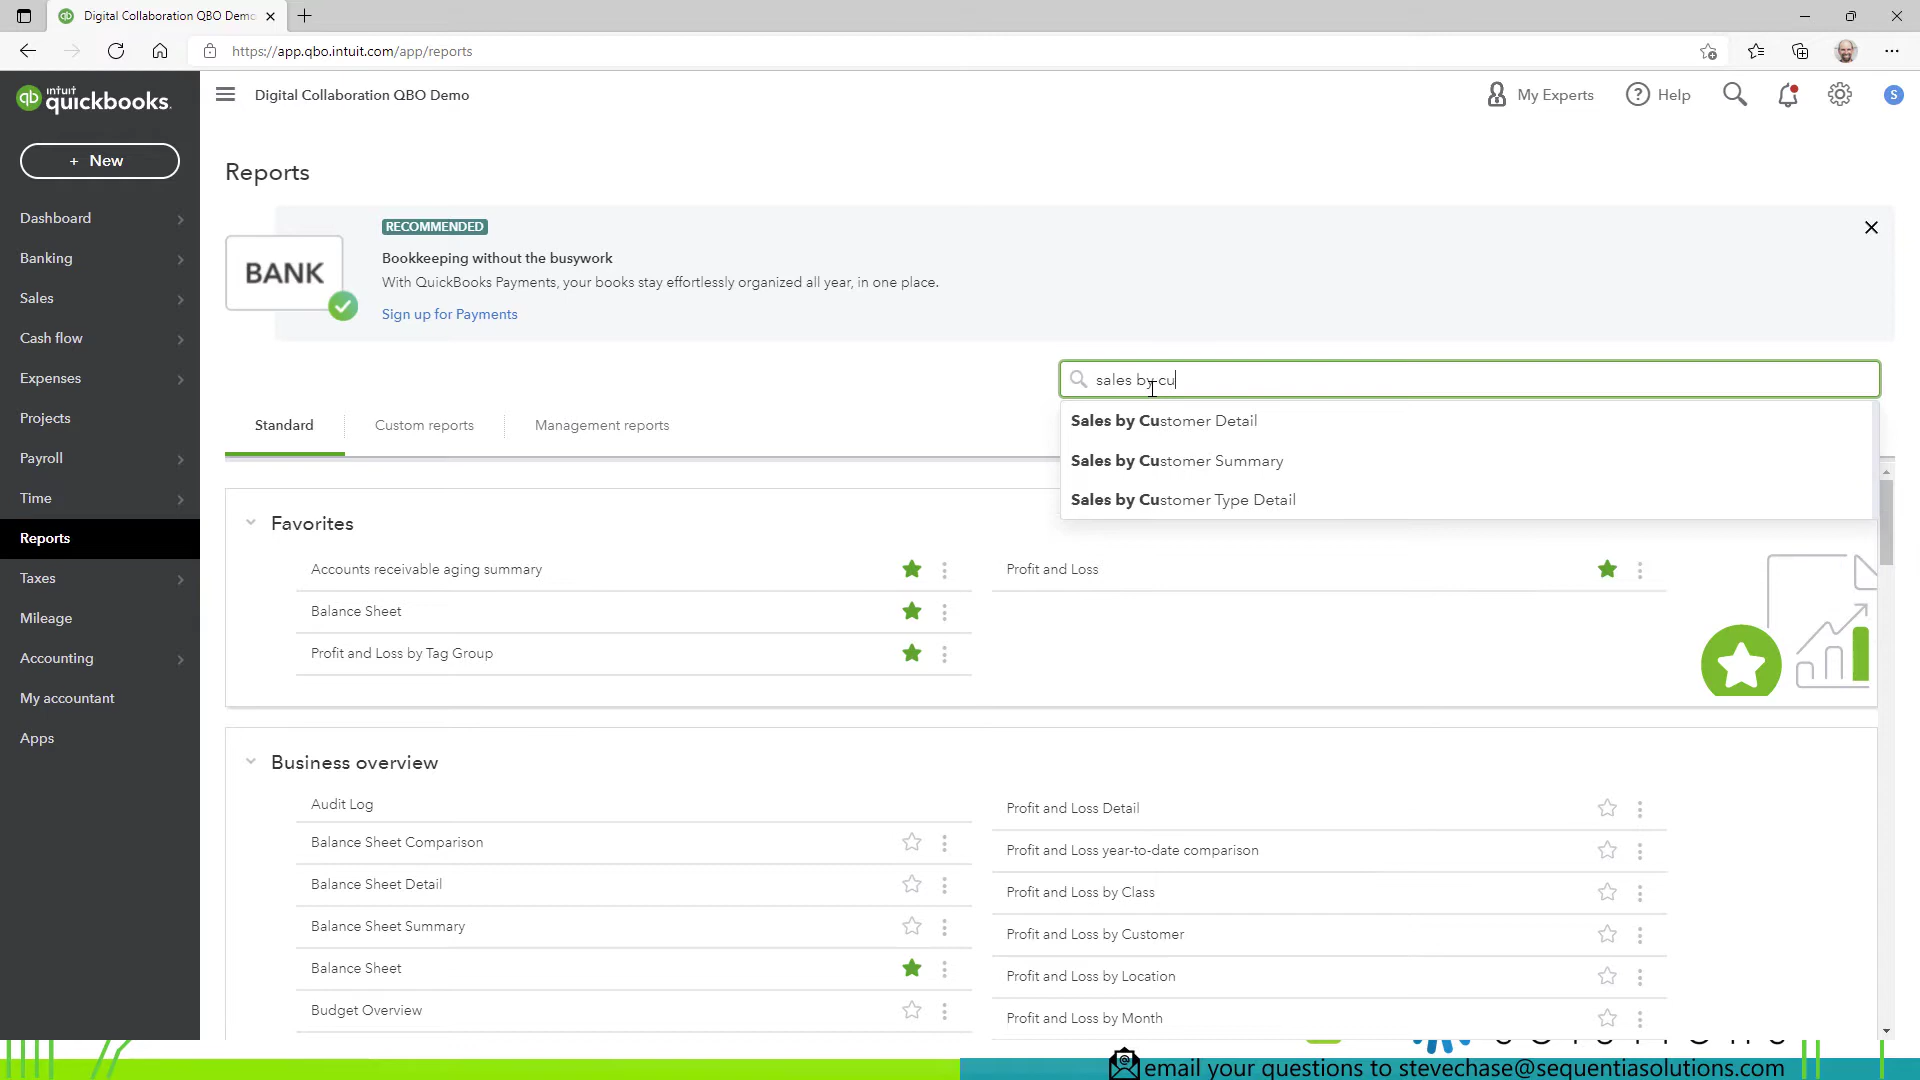 Digital Collaboration QBO Demo
https://app.qbo.intuit.com/app/reports
intuit
quickbooks.
qb
Digital Collaboration QBO Demo
My Experts
Help
S
+ New
Dashboard
Banking
Sales
Cash flow
Expenses
Projects
Payroll
Time
Reports
Taxes
Mileage
Accounting
My accountant
Apps
Reports
BANK
RECOMMENDED
Bookkeeping without the busywork
With QuickBooks Payments, your books stay effortlessly organized all year, in one place.
Sign up for Payments
sales by cu
Sales by Customer Detail
Sales by Customer Summary
Sales by Customer Type Detail
Standard
Custom reports
Management reports
Favorites
Accounts receivable aging summary
Balance Sheet
Profit and Loss by Tag Group
Profit and Loss
Business overview
Audit Log
Balance Sheet Comparison
Balance Sheet Detail
Balance Sheet Summary
Balance Sheet
Budget Overview
Profit and Loss Detail
Profit and Loss year-to-date comparison
Profit and Loss by Class
Profit and Loss by Customer
Profit and Loss by Location
Profit and Loss by Month
email your questions to stevechase@sequentiasolutions.com